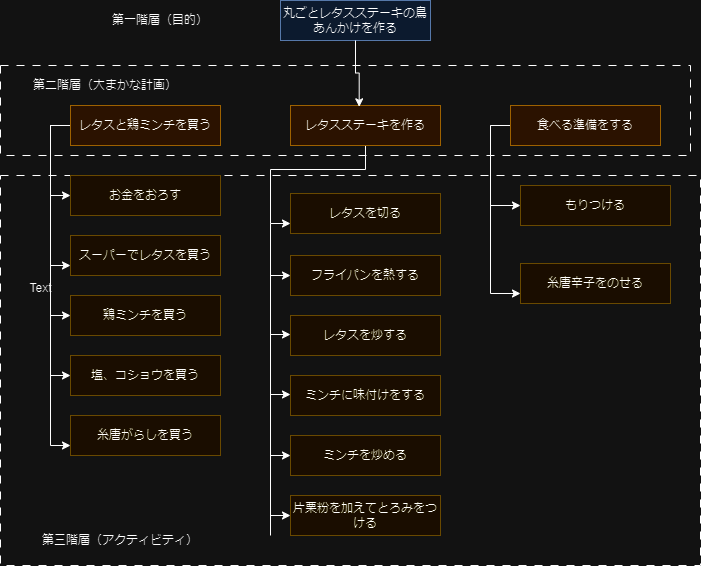 第一階層（目的）
丸ごとレタスステーキの鳥
あんかけを作る
第二階層（大まかな計画）
レタスと鶏ミンチを買う
レタスステーキを作る
食べる準備をする
お金をおろす
スーパーでレタスを買う
Text
鶏ミンチを買う
塩、コショウを買う
糸唐がらしを買う
レタスを切る
フライパンを熱する
レタスを炒する
ミンチに味付けをする
ミンチを炒める
片栗粉を加えてとろみをつ
ける
もりつける
糸唐辛子をのせる
第三階層（アクティビティ）